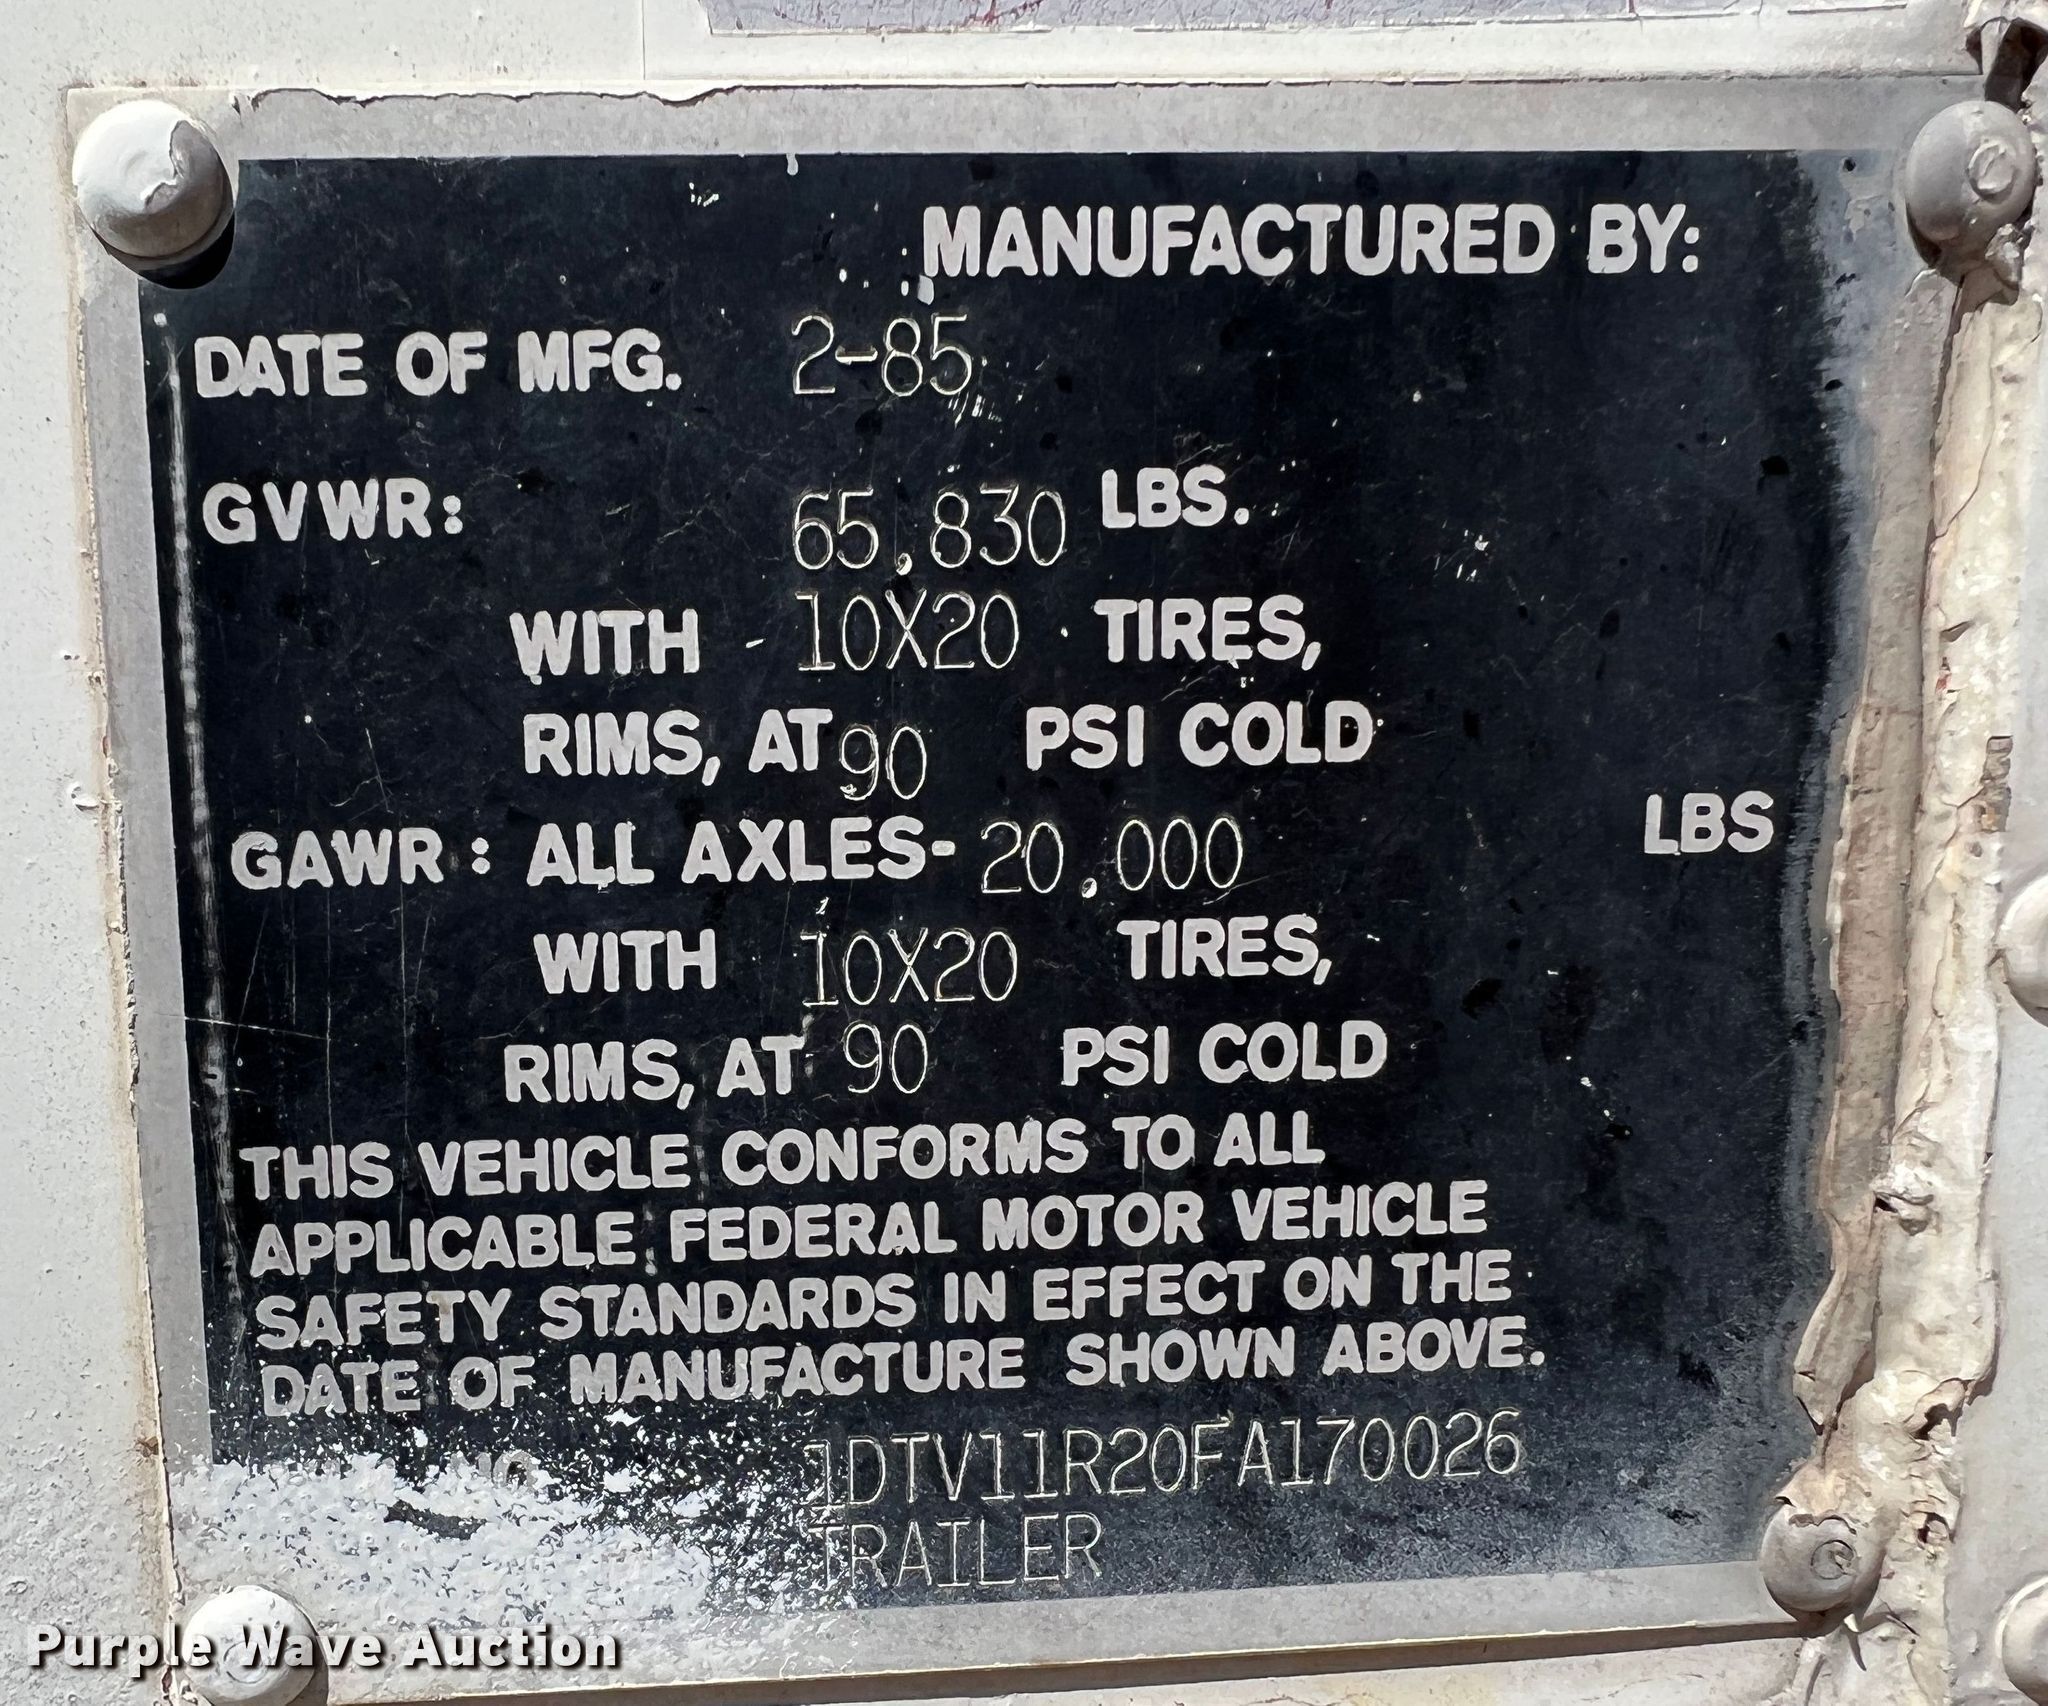 MANUFACTURED BY:
DATE OF MFG. 2-85
GVWR: 65,830 LBS.
WITH 10X20 TIRES,
RIMS, AT 90 PSI COLD
GAWR: ALL AXLES- 20,000 LBS
WITH 10X20 TIRES,
RIMS, AT 90 PSI COLD
THIS VEHICLE CONFORMS TO ALL
APPLICABLE FEDERAL MOTOR VEHICLE
SAFETY STANDARDS IN EFFECT ON THE
DATE OF MANUFACTURE SHOWN ABOVE.
1DTV11R20FA170026
TRAILER
Purple Wave Auction